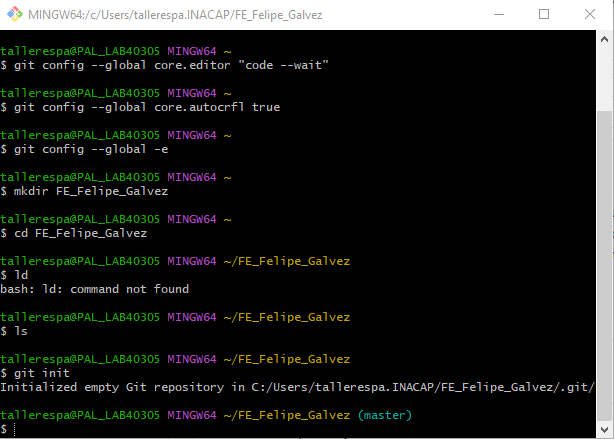 MINGW64:/c/Users/tallerespa.INACAP/FE_Felipe_Galvez
tallerespa@PAL_LAB40305 MINGW64 ~
$ git config --global core.editor "code --wait"
tallerespa@PAL_LAB40305 MINGW64 ~
$ git config --global core.autocrfl true
tallerespa@PAL_LAB40305 MINGW64 ~
$ git config --global -e
tallerespa@PAL_LAB40305 MINGW64 ~
$ mkdir FE_Felipe_Galvez
tallerespa@PAL_LAB40305 MINGW64 ~
$ cd FE_Felipe_Galvez
tallerespa@PAL_LAB40305 MINGW64 ~/FE_Felipe_Galvez
$ ld
bash: ld: command not found
tallerespa@PAL_LAB40305 MINGW64 ~/FE_Felipe_Galvez
$ ls
tallerespa@PAL_LAB40305 MINGW64 ~/FE_Felipe_Galvez
$ git init
Initialized empty Git repository in C:/Users/tallerespa.INACAP/FE_Felipe_Galvez/.git/
tallerespa@PAL_LAB40305 MINGW64 ~/FE_Felipe_Galvez (master)
$